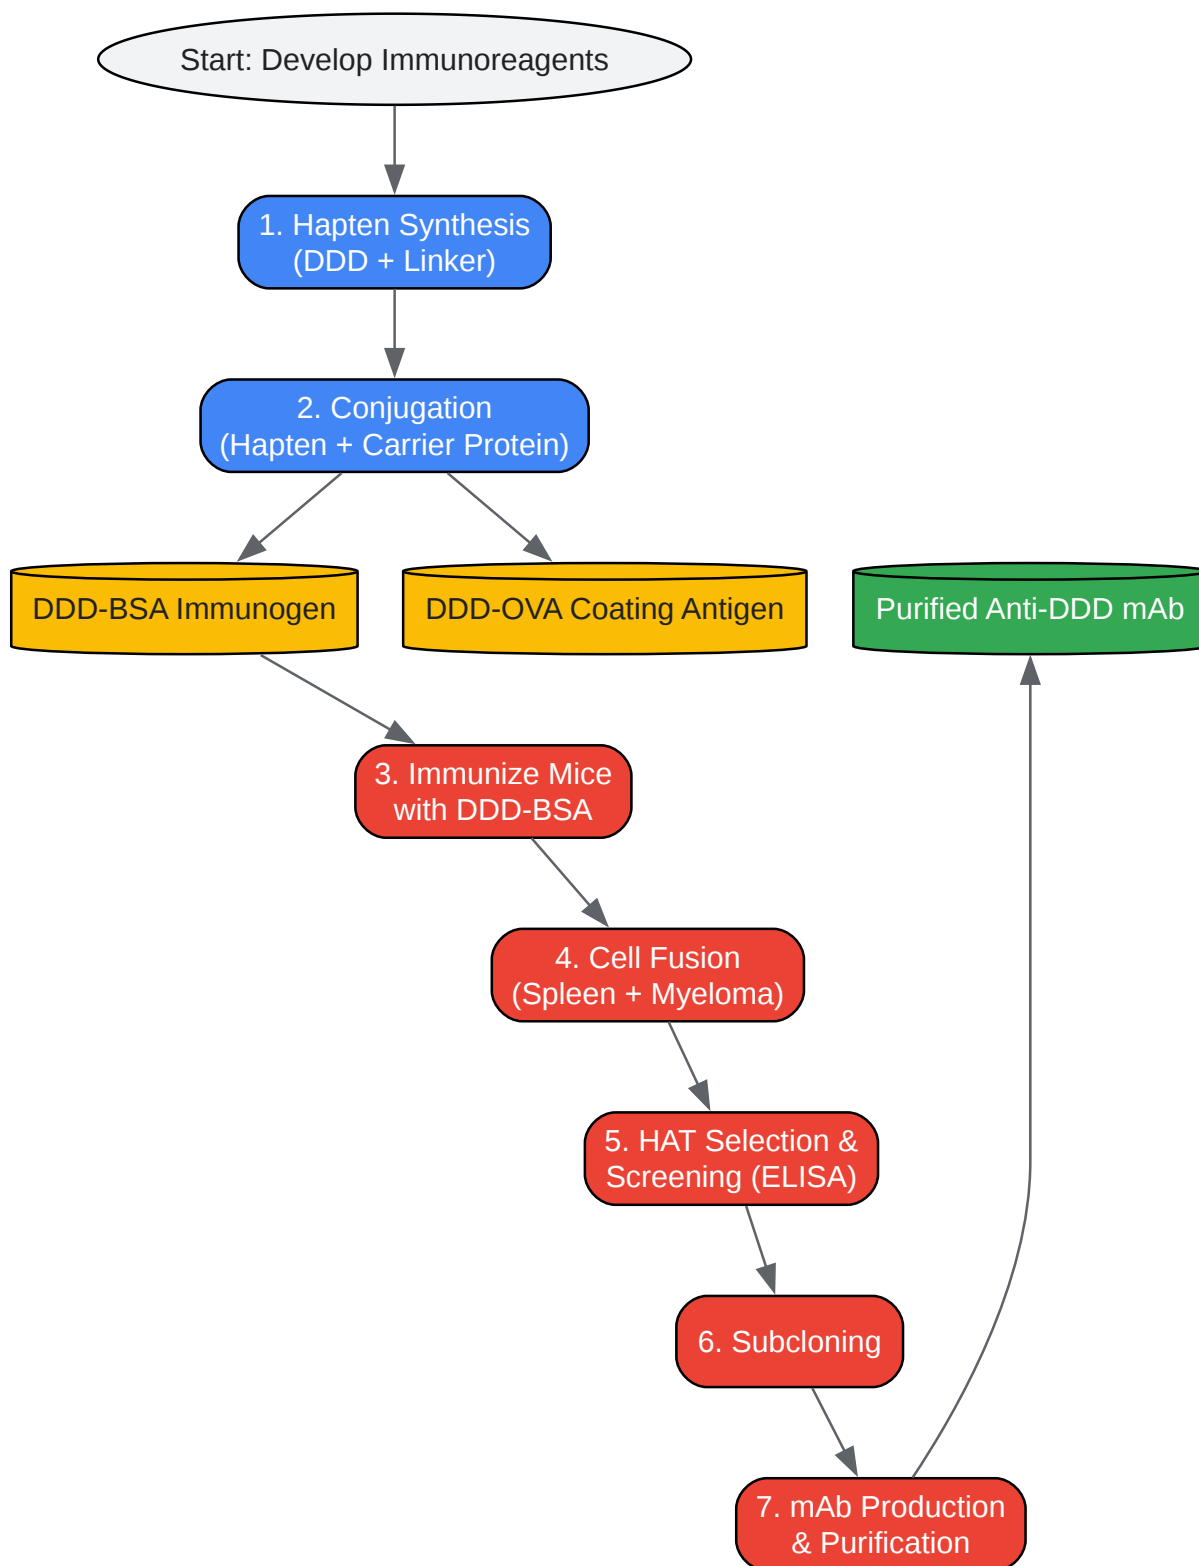 Start: Develop Immunoreagents
1. Hapten Synthesis
(DDD + Linker)
2. Conjugation
(Hapten + Carrier Protein)
DDD-BSA Immunogen
DDD-OVA Coating Antigen
Purified Anti-DDD mAb
3. Immunize Mice
with DDD-BSA
4. Cell Fusion
(Spleen + Myeloma)
5. HAT Selection &
Screening (ELISA)
6. Subcloning
7. mAb Production
& Purification